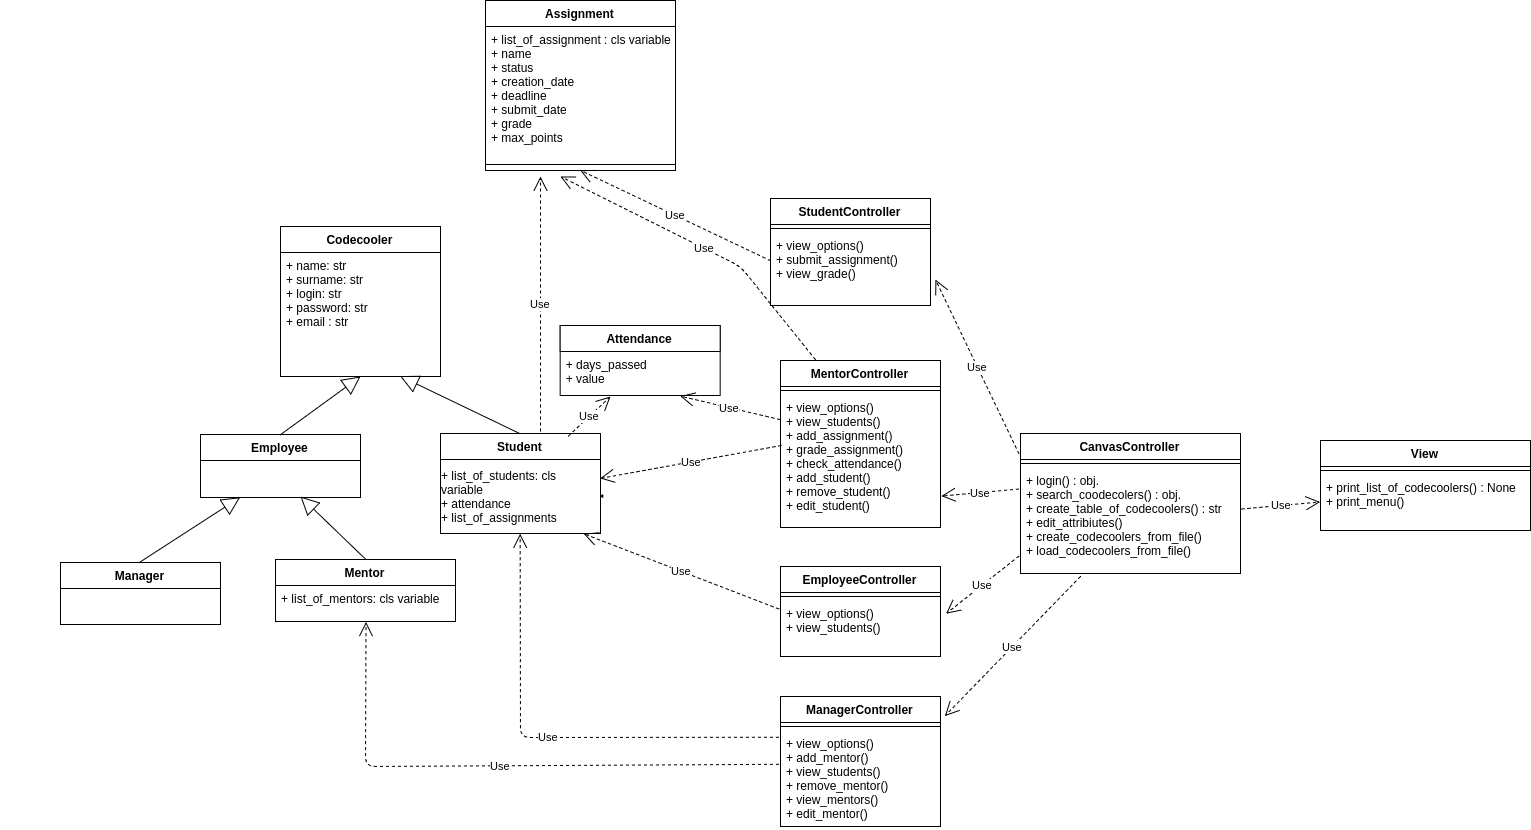 Assignment
+ list_of_assignment : cls variable
+ name
+ status
+ creation_date
+ deadline
+ submit_date
+ grade
+ max_points
StudentController
+ view_options()
+ submit_assignment()
+ view_grade()
Use
Use
Codecooler
+ name: str
+ surname: str
+ login: str
+ password: str
+ email : str
Use
Attendance
+ days_passed
+ value
Use
Use
MentorController
+ view_options()
+ view_students()
+ add_assignment()
+ grade_assignment()
+ check_attendance()
+ add_student()
+ remove_student()
+ edit_student()
Use
Employee
Student
+ list_of_students: cls
variable
+ attendance
+ list_of_assignments
Use
Use
CanvasController
+ login() : obj.
+ search_coodecolers() : obj.
+ create_table_of_codecoolers() : str
+ edit_attribiutes()
+ create_codecoolers_from_file()
+ load_codecoolers_from_file()
Use
View
+ print_list_of_codecoolers() : None
+ print_menu()
Manager
Mentor
+ list_of_mentors: cls variable
Use
EmployeeController
+ view_options()
+ view_students()
Use
Use
ManagerController
+ view_options()
+ add_mentor()
+ view_students()
+ remove_mentor()
+ view_mentors()
+ edit_mentor()
Use
Use